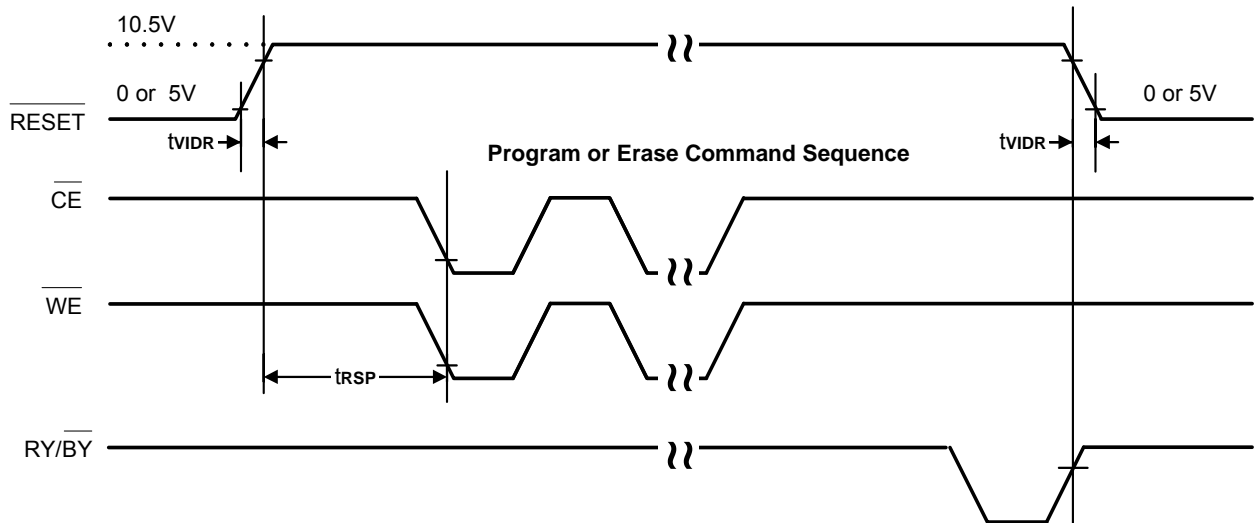 10.5V
0 or 5V
0 or 5V
RESET
tVIDR
tVIDR
Program or Erase Command Sequence
CE
WE
tRSP
RY/BY